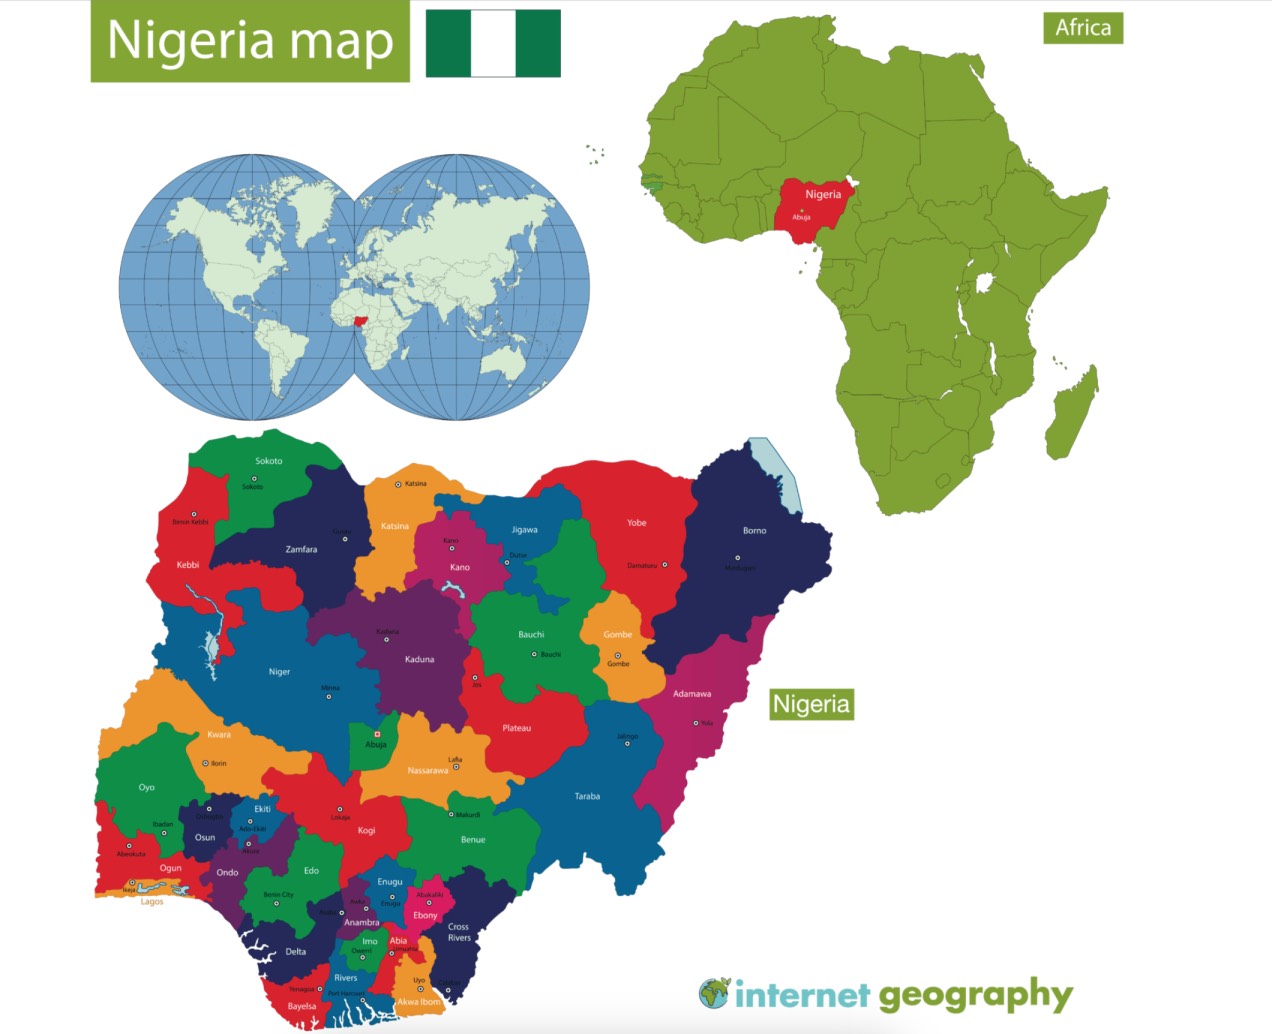 Nigeria map
Africa
Nigeria
Abuja
Sokoto
Sokoto
Katsina
Birnin Kebbi
Katsina
Yobe
Jigawa
Borno
Zamfara
Kano
Kano
Dutse
Damaturu
Maiduguri
Kebbi
Bauchi
Gombe
Kaduna
Bauchi
Kaduna
Gombe
Niger
Jos
Minna
Adamawa
Nigeria
Yola
Plateau
Kwara
Jalingo
Abuja
Ilorin
Lafia
Nassarawa
Oyo
Taraba
Ekiti
Lokoja
Makurdi
Ibadan
Ado-Ekiti
Kogi
Osun
Benue
Akure
Abeokuta
Ogun
Ondo
Edo
Enugu
Ikeja
Benin City
Abakaliki
Enugu
Lagos
Awka
Asaba
Ebony
Anambra
Cross
Rivers
Imo
Abia
Delta
Owerri
Umuahia
Rivers
Uyo
Yenagoa
Port Harcourt
Akwa Ibom
Bayelsa
internet geography